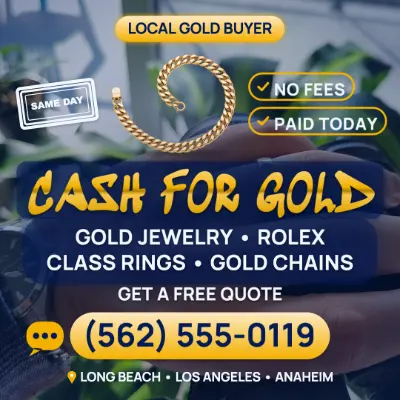 LOCAL GOLD BUYER
SAME DAY
NO FEES
PAID TODAY
CASH FOR GOLD
GOLD JEWELRY • ROLEX
CLASS RINGS • GOLD CHAINS
GET A FREE QUOTE
(562) 555-0119
LONG BEACH • LOS ANGELES • ANAHEIM